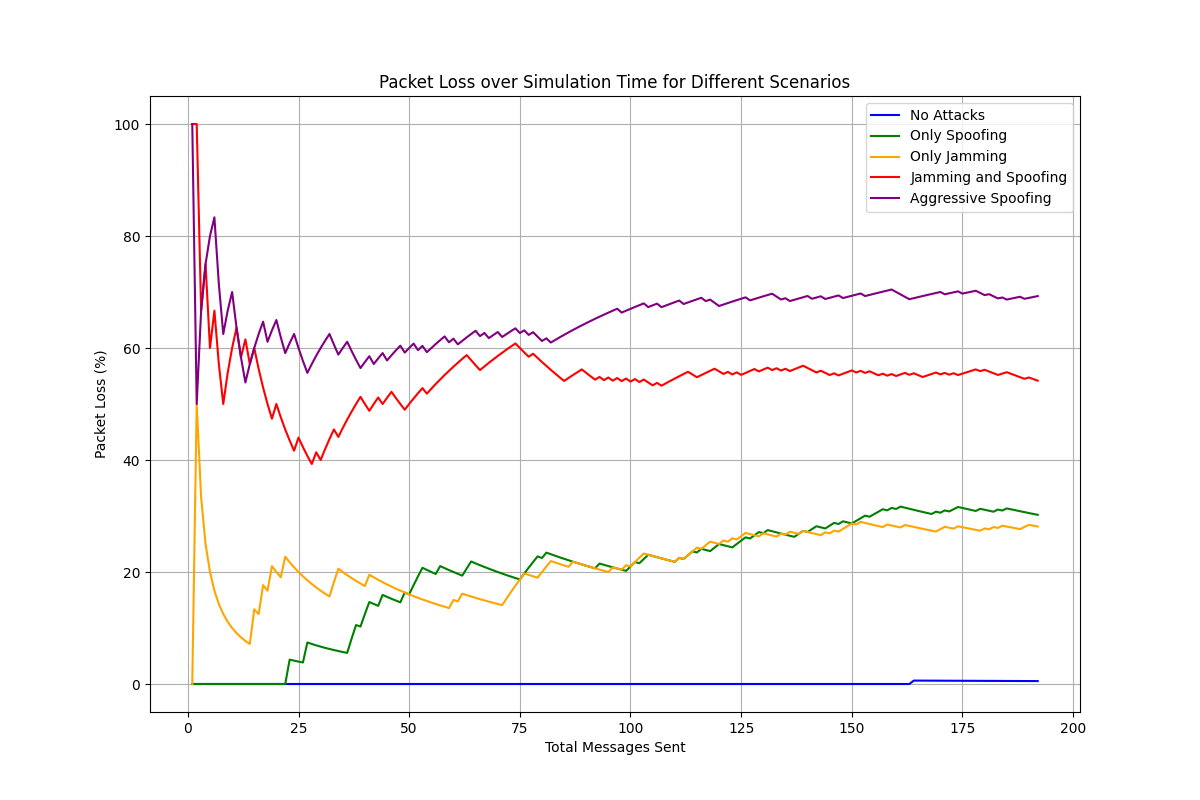 Packet Loss over Simulation Time for Different Scenarios
No Attacks
Only Spoofing
Only Jamming
Jamming and Spoofing
Aggressive Spoofing
Packet Loss (%)
100
80
60
40
20
0
0 25 50 75 100 125 150 175 200
Total Messages Sent